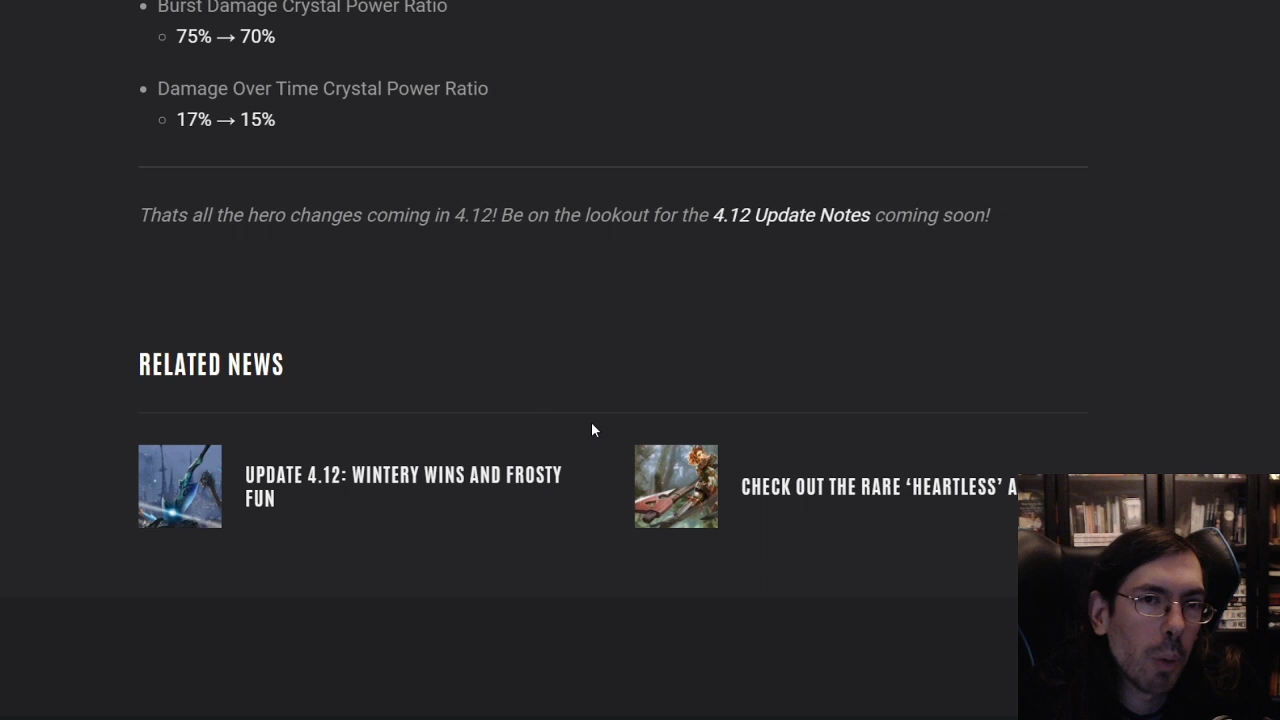 Burst Damage Crystal Power Ratio
75% → 70%
Damage Over Time Crystal Power Ratio
17% → 15%
Thats all the hero changes coming in 4.12! Be on the lookout for the 4.12 Update Notes coming soon!
RELATED NEWS
UPDATE 4.12: WINTERY WINS AND FROSTY
FUN
CHECK OUT THE RARE ‘HEARTLESS’ A